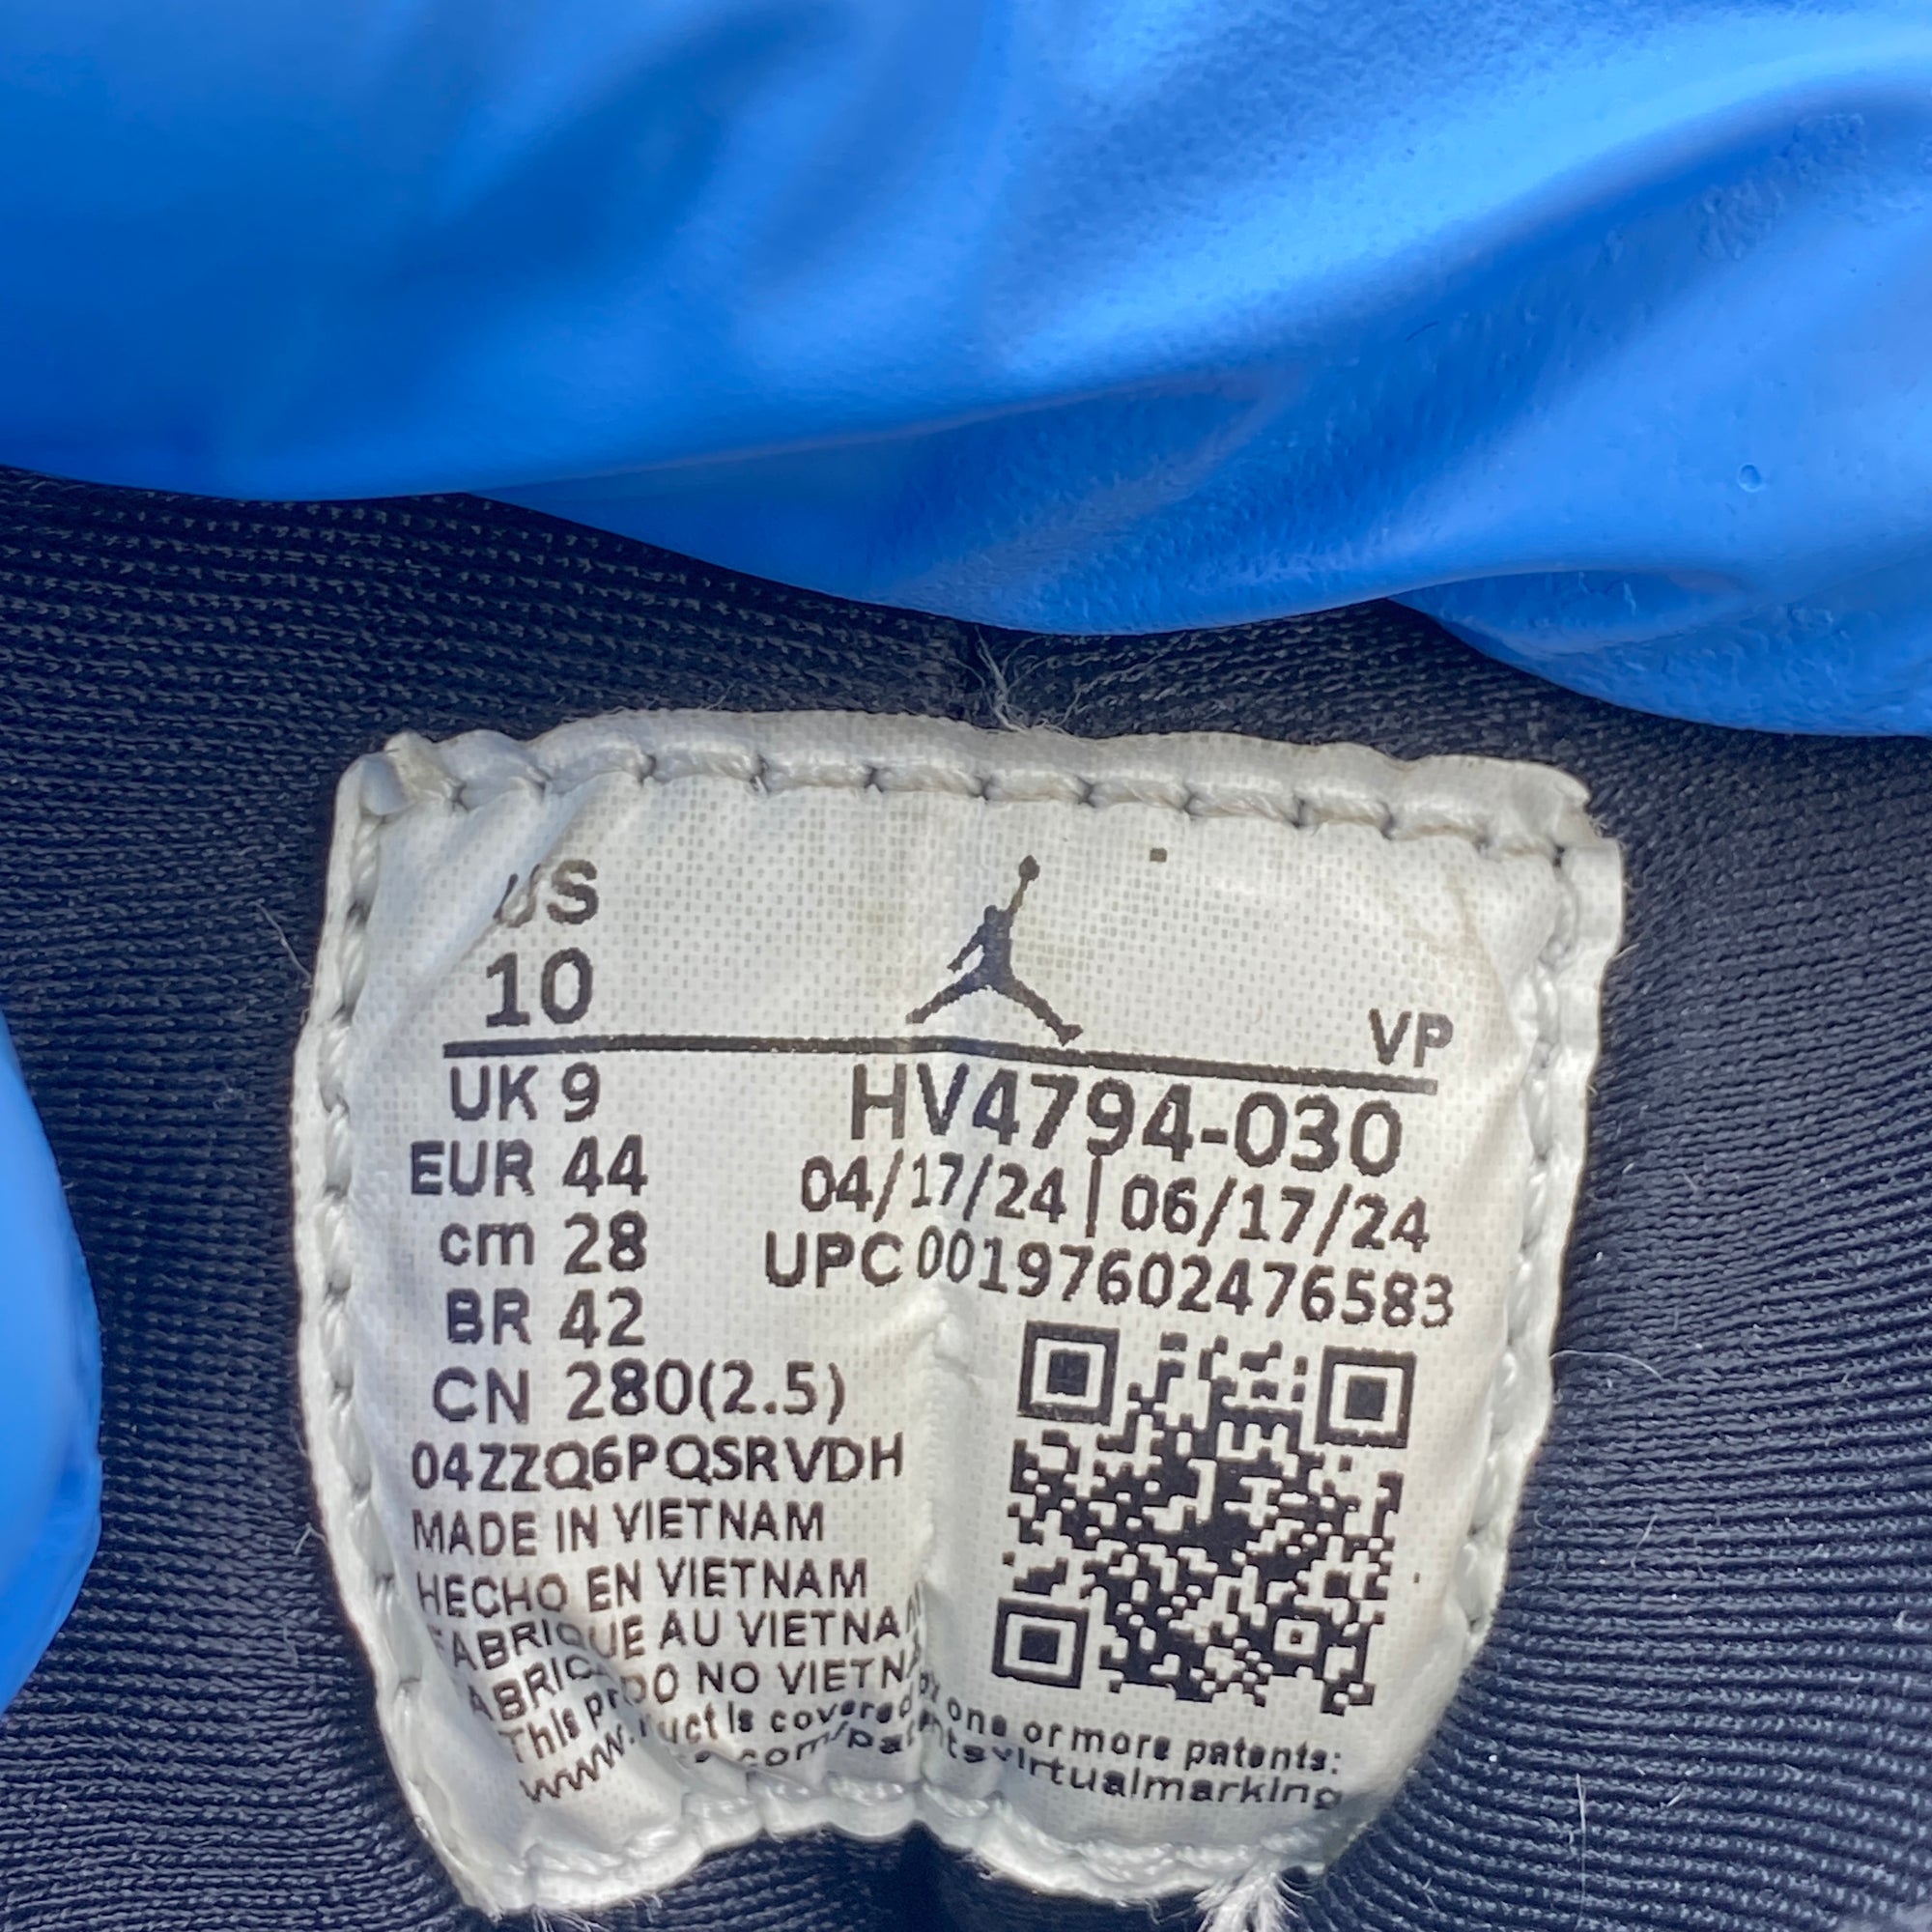 US
10
VP
UK 9
EUR 44
cm 28
BR 42
CN 280(2.5)
HV4794-030
04/17/24 | 06/17/24
UPC 00197602476583
04ZZQ6PQSRVDH
MADE IN VIETNAM
HECHO EN VIETNAM
FABRIQUE AU VIETNAM
NO VIETN
This product is covered by one or more patents: